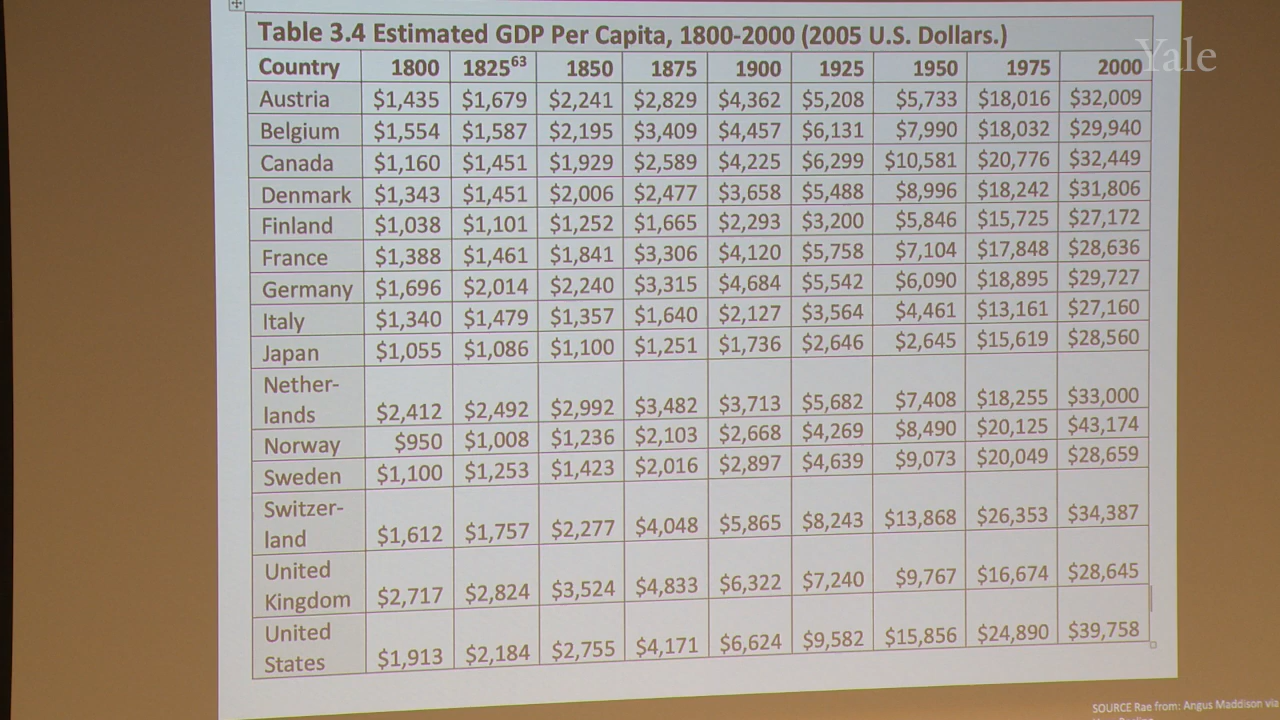 Table 3.4 Estimated GDP Per Capita, 1800-2000 (2005 U.S. Dollars.)
Yale
Country 1800 1825⁶³ 1850 1875 1900 1925 1950 1975 2000
Austria $1,435 $1,679 $2,241 $2,829 $4,362 $5,208 $5,733 $18,016 $32,009
Belgium $1,554 $1,587 $2,195 $3,409 $4,457 $6,131 $7,990 $18,032 $29,940
Canada $1,160 $1,451 $1,929 $2,589 $4,225 $6,299 $10,581 $20,776 $32,449
Denmark $1,343 $1,451 $2,006 $2,477 $3,658 $5,488 $8,996 $18,242 $31,806
Finland $1,038 $1,101 $1,252 $1,665 $2,293 $3,200 $5,846 $15,725 $27,172
France $1,388 $1,461 $1,841 $3,306 $4,120 $5,758 $7,104 $17,848 $28,636
Germany $1,696 $2,014 $2,240 $3,315 $4,684 $5,542 $6,090 $18,895 $29,727
Italy $1,340 $1,479 $1,357 $1,640 $2,127 $3,564 $4,461 $13,161 $27,160
Japan $1,055 $1,086 $1,100 $1,251 $1,736 $2,646 $2,645 $15,619 $28,560
Nether-
lands $2,412 $2,492 $2,992 $3,482 $3,713 $5,682 $7,408 $18,255 $33,000
Norway $950 $1,008 $1,236 $2,103 $2,668 $4,269 $8,490 $20,125 $43,174
Sweden $1,100 $1,253 $1,423 $2,016 $2,897 $4,639 $9,073 $20,049 $28,659
Switzer-
land $1,612 $1,757 $2,277 $4,048 $5,865 $8,243 $13,868 $26,353 $34,387
United
Kingdom $2,717 $2,824 $3,524 $4,833 $6,322 $7,240 $9,767 $16,674 $28,645
United
States $1,913 $2,184 $2,755 $4,171 $6,624 $9,582 $15,856 $24,890 $39,758
SOURCE Rae from: Angus Maddison via